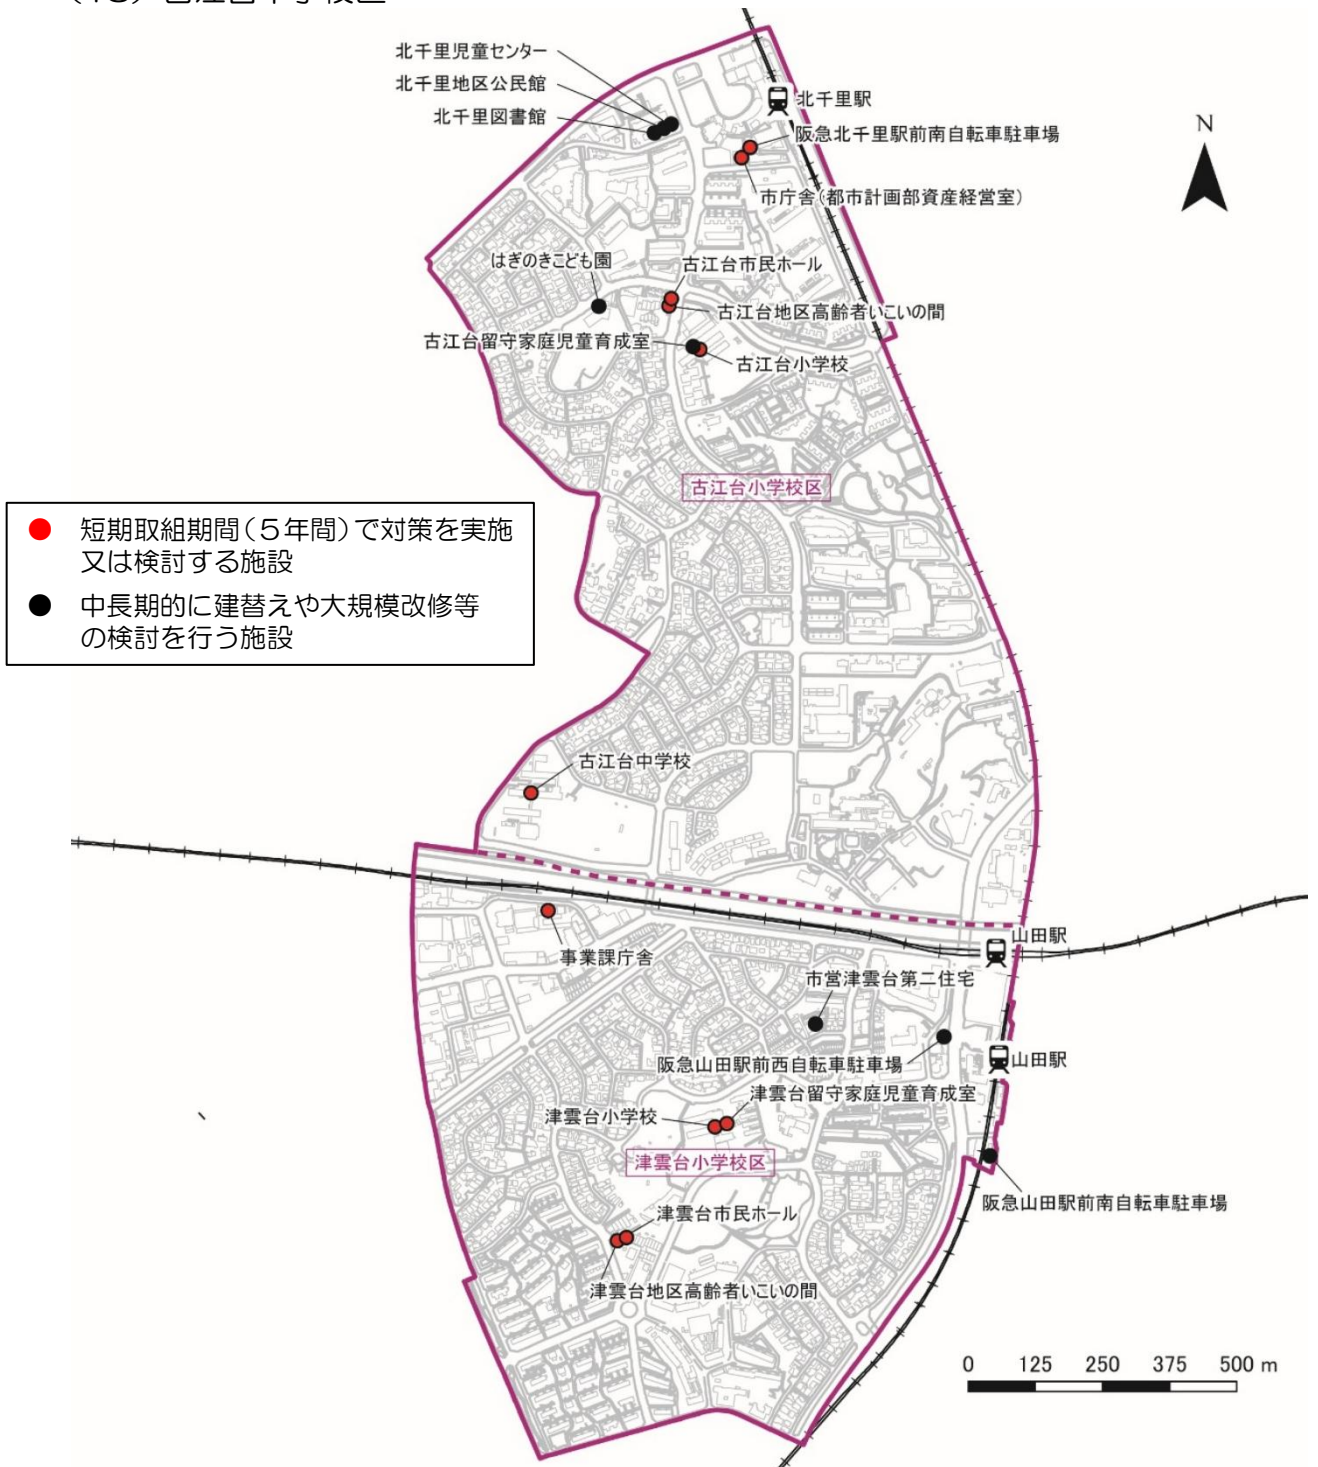 北千里児童センター
北千里地区公民館
北千里図書館
北千里駅
阪急北千里駅前南自転車駐車場
市庁舎(都市計画部資産経営室)
N
はぎのきこども園
古江台市民ホール
古江台地区高齢者いこいの間
古江台留守家庭児童育成室
古江台小学校
古江台小学校区
短期取組期間(5年間)で対策を実施
又は検討する施設
中長期的に建替えや大規模改修等
の検討を行う施設
古江台中学校
事業課庁舎
山田駅
市営津雲台第二住宅
阪急山田駅前西自転車駐車場
山田駅
津雲台留守家庭児童育成室
津雲台小学校
津雲台小学校区
阪急山田駅前南自転車駐車場
津雲台市民ホール
津雲台地区高齢者いこいの間
0 125 250 375 500 m